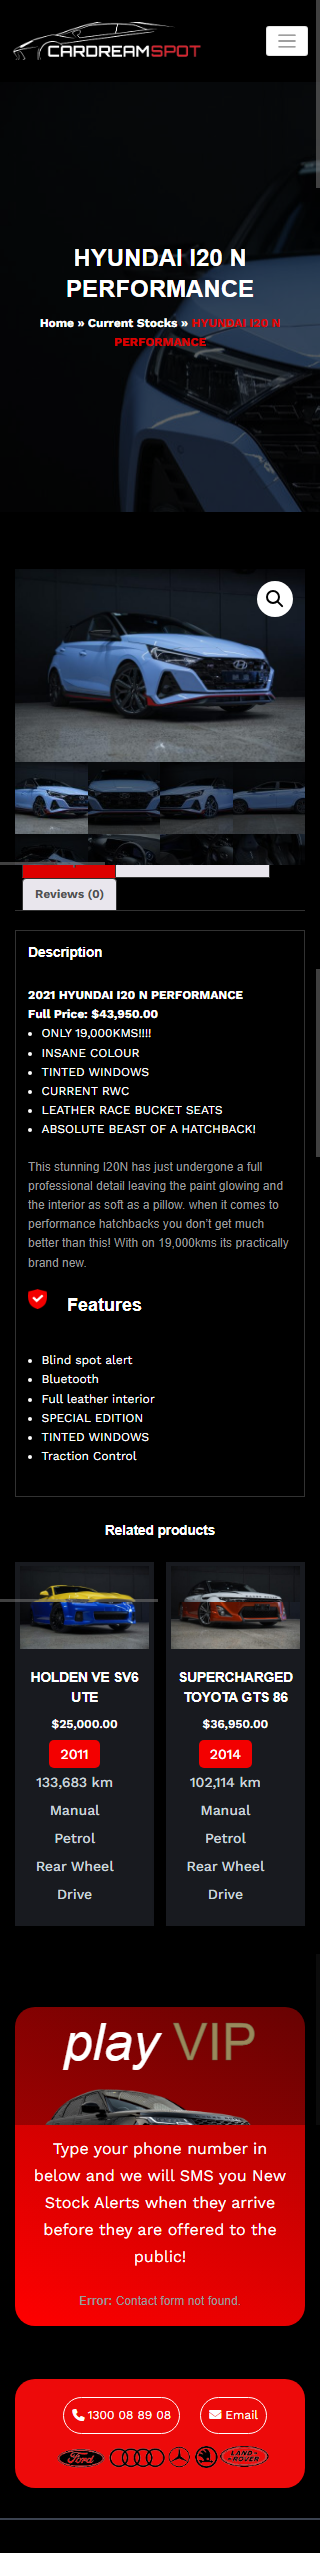 CARDREAMSPOT
HYUNDAI I20 N
PERFORMANCE
Home » Current Stocks » HYUNDAI I20 N
PERFORMANCE
Reviews (0)
Description
2021 HYUNDAI I20 N PERFORMANCE
Full Price: $43,950.00
• ONLY 19,000KMS!!!!
• INSANE COLOUR
• TINTED WINDOWS
• CURRENT RWC
• LEATHER RACE BUCKET SEATS
• ABSOLUTE BEAST OF A HATCHBACK!
This stunning I20N has just undergone a full
professional detail leaving the paint glowing and
the interior as soft as a pillow. when it comes to
performance hatchbacks you don't get much
better than this! With on 19,000kms its practically
brand new.
Features
• Blind spot alert
• Bluetooth
• Full leather interior
• SPECIAL EDITION
• TINTED WINDOWS
• Traction Control
Related products
HOLDEN VE SV6
UTE
$25,000.00
2011
133,683 km
Manual
Petrol
Rear Wheel
Drive
SUPERCHARGED
TOYOTA GTS 86
$36,950.00
2014
102,114 km
Manual
Petrol
Rear Wheel
Drive
play VIP
Type your phone number in
below and we will SMS you New
Stock Alerts when they arrive
before they are offered to the
public!
Error: Contact form not found.
1300 08 89 08
Email
Ford
LAND
ROVER